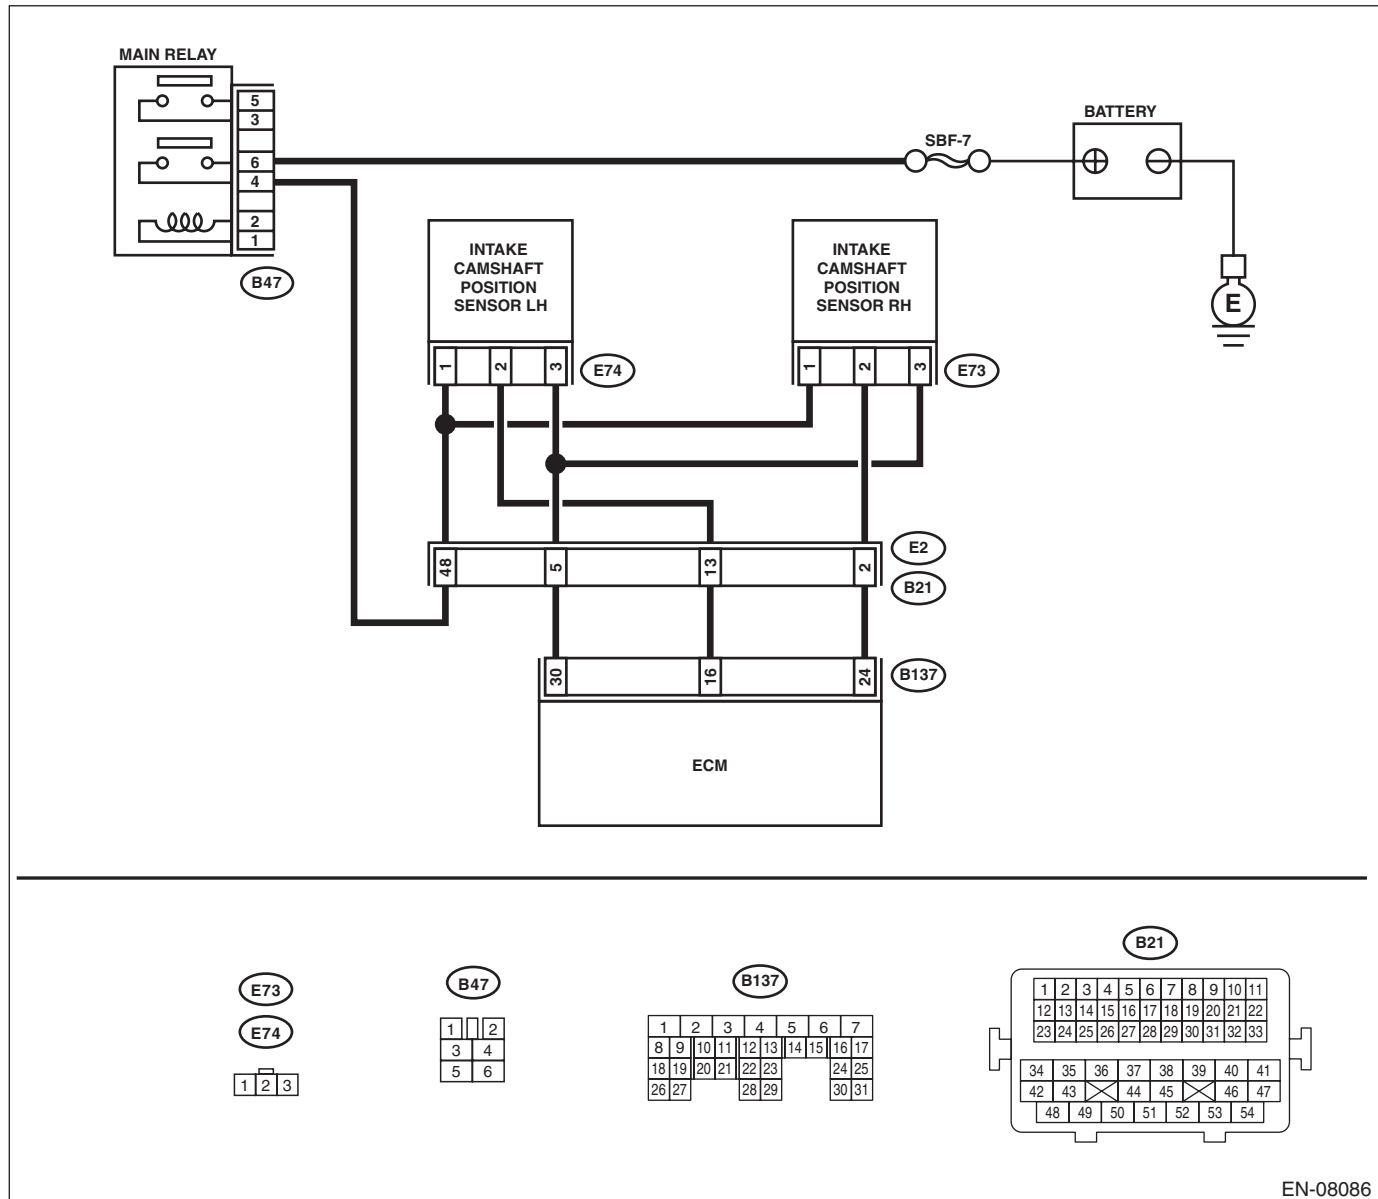 MAIN RELAY
5
3
6
4
2
1
B47
SBF-7
BATTERY
E
INTAKE
CAMSHAFT
POSITION
SENSOR LH
1 2 3
E74
INTAKE
CAMSHAFT
POSITION
SENSOR RH
1 2 3
E73
48 5 13 2
E2
B21
30 16 24
B137
ECM
E73
E74
1 2 3
B47
1 2
3 4
5 6
B137
1 2 3 4 5 6 7
8 9 10 11 12 13 14 15 16 17
18 19 20 21 22 23 24 25
26 27 28 29 30 31
B21
1 2 3 4 5 6 7 8 9 10 11
12 13 14 15 16 17 18 19 20 21 22
23 24 25 26 27 28 29 30 31 32 33
34 35 36 37 38 39 40 41
42 43 44 45 46 47
48 49 50 51 52 53 54
EN-08086